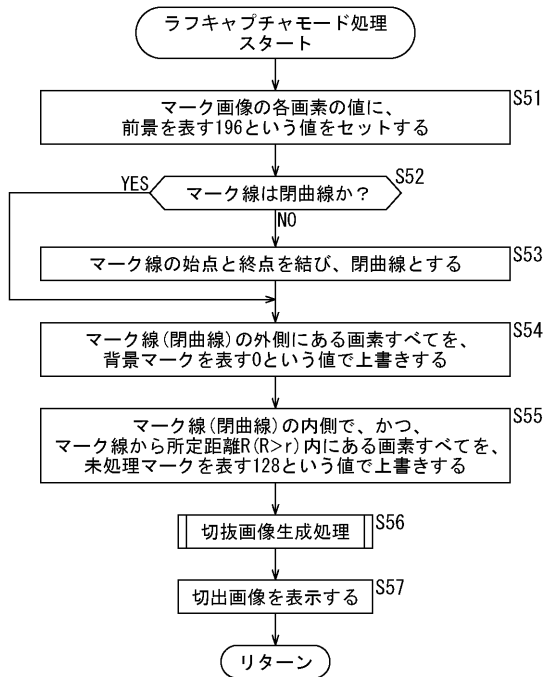 ラフキャプチャモード処理
スタート
S51
マーク画像の各画素の値に、
前景を表す196という値をセットする
YES
マーク線は閉曲線か？
S52
NO
S53
マーク線の始点と終点を結び、閉曲線とする
S54
マーク線(閉曲線)の外側にある画素すべてを、
背景マークを表す0という値で上書きする
S55
マーク線(閉曲線)の内側で、かつ、
マーク線から所定距離R(R>r)内にある画素すべてを、
未処理マークを表す128という値で上書きする
切抜画像生成処理
S56
切出画像を表示する
S57
リターン